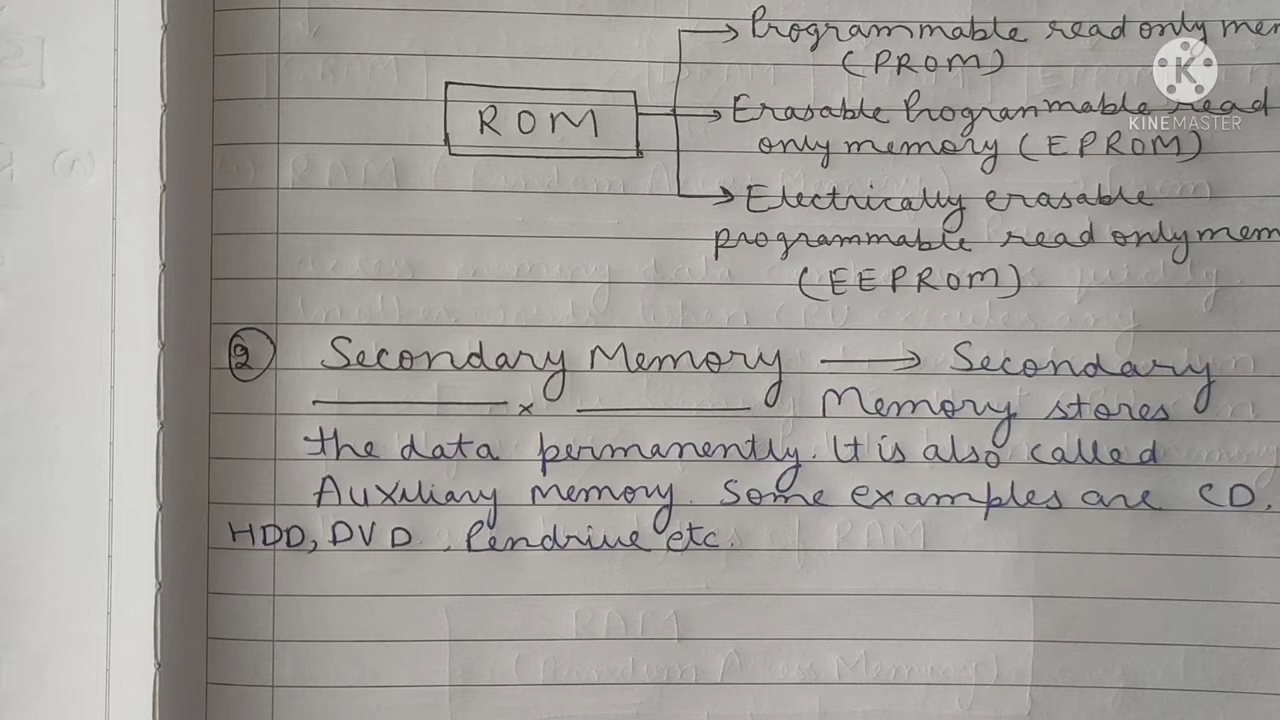 Programmable read only mem
(PROM)
ROM
Erasable Programmable read
only memory (EPROM)
Electrically erasable
programmable read only mem
(EEPROM)
② Secondary Memory → Secondary
Memory stores
the data permanently. It is also called
Auxiliary memory. Some examples are CD,
HDD, DVD, Pendrive etc.
KINEMASTER